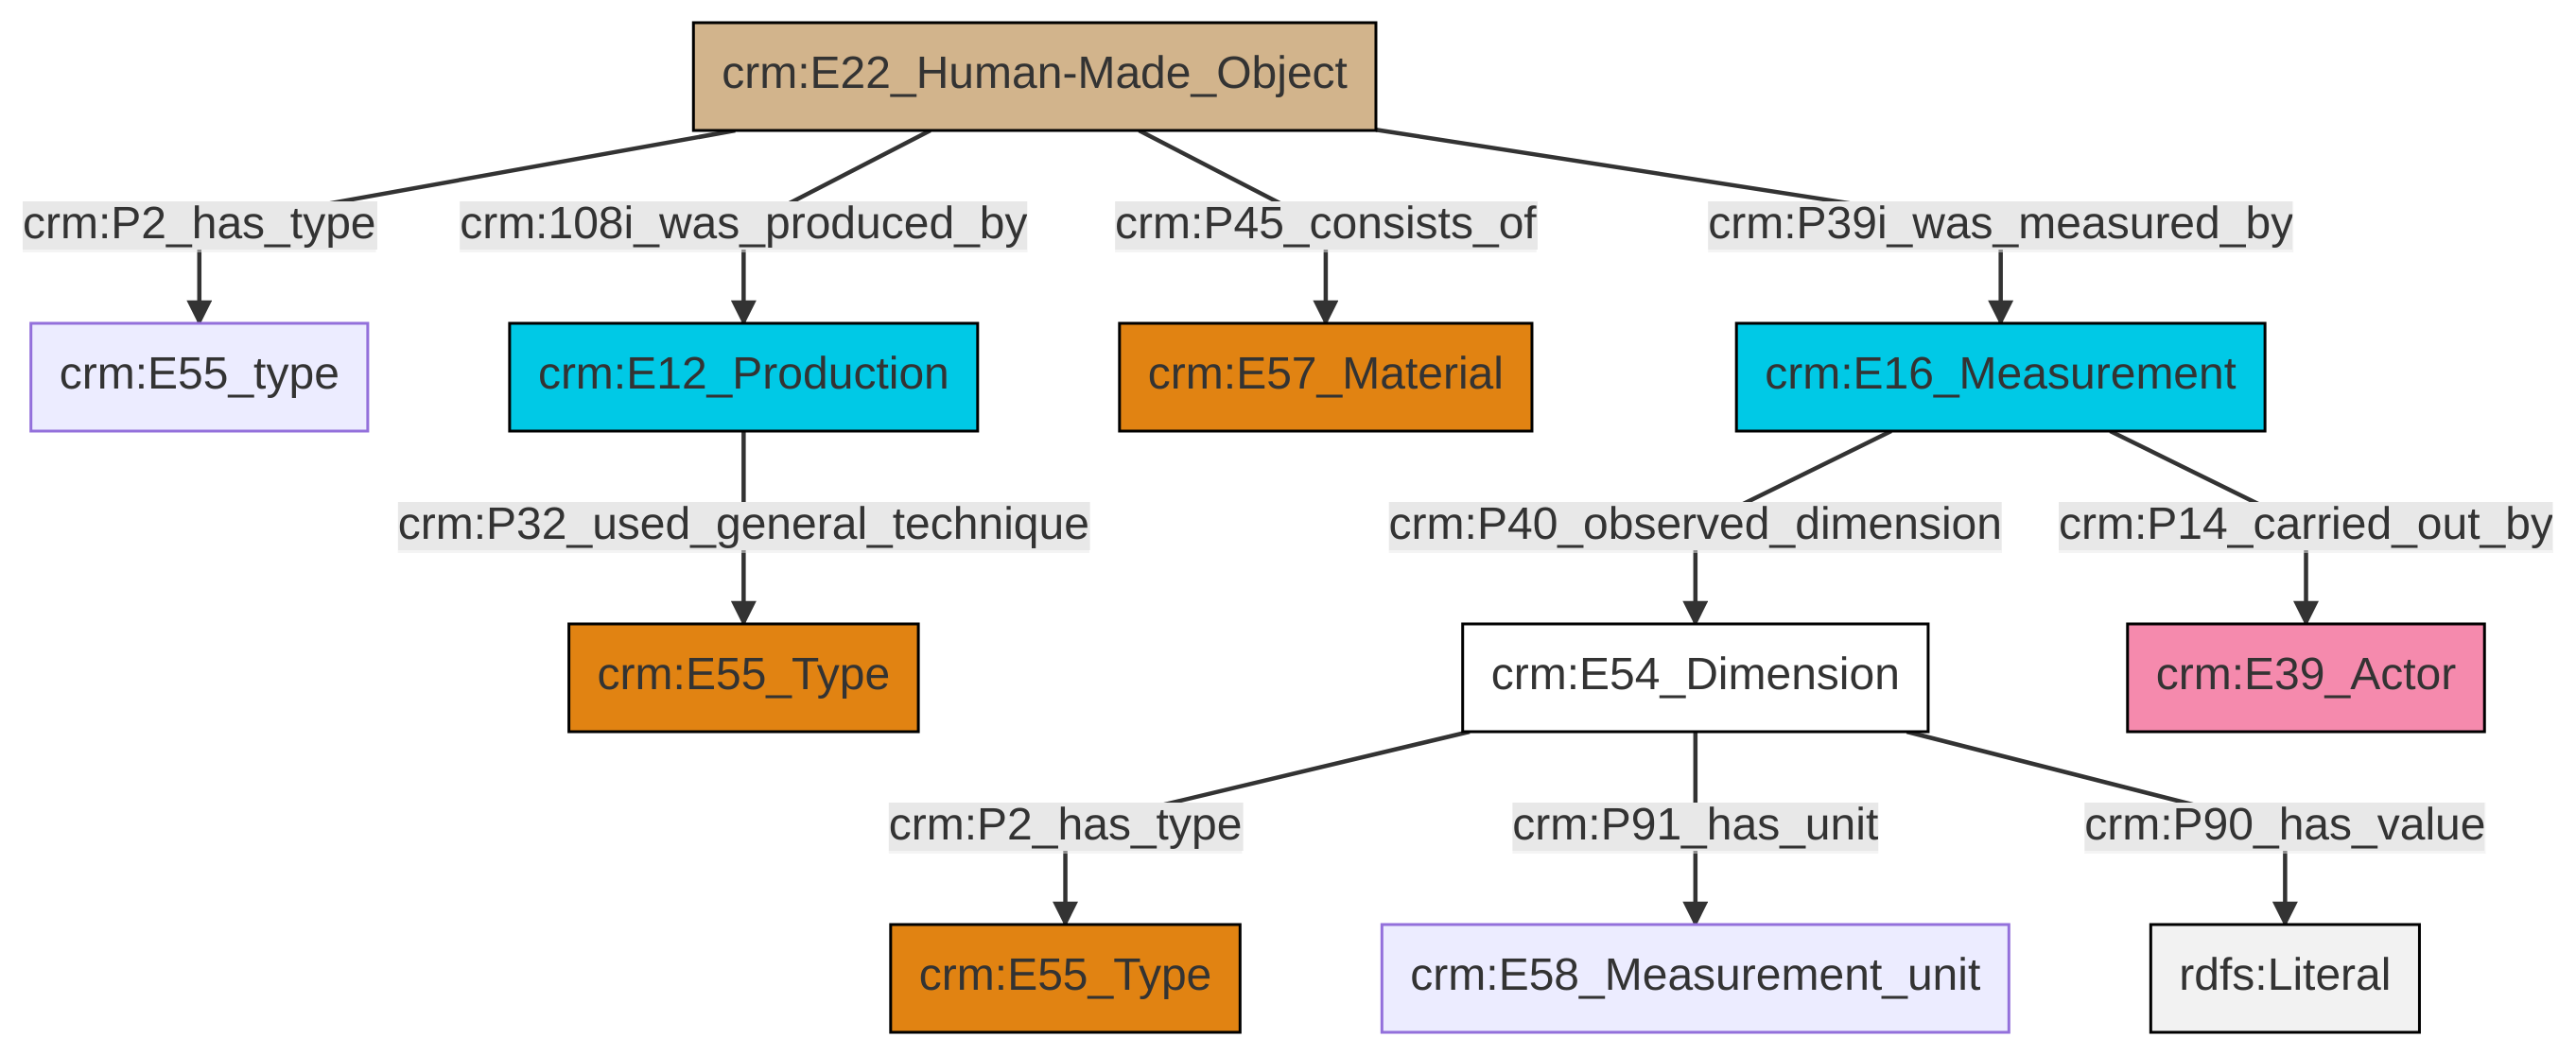 crm:E22_Human-Made_Object
crm:P2_has_type
crm:108i_was_produced_by
crm:P45_consists_of
crm:P39i_was_measured_by
crm:E55_type
crm:E12_Production
crm:E57_Material
crm:E16_Measurement
crm:P32_used_general_technique
crm:P40_observed_dimension
crm:P14_carried_out_by
crm:E55_Type
crm:E54_Dimension
crm:E39_Actor
crm:P2_has_type
crm:P91_has_unit
crm:P90_has_value
crm:E55_Type
crm:E58_Measurement_unit
rdfs:Literal